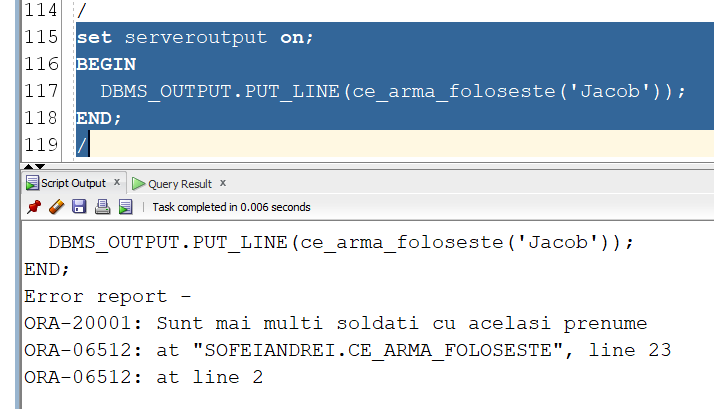 114 /
115 set serveroutput on;
116 BEGIN
117   DBMS_OUTPUT.PUT_LINE(ce_arma_foloseste('Jacob'));
118 END;
119 /
Script Output x Query Result x
Task completed in 0.006 seconds
  DBMS_OUTPUT.PUT_LINE(ce_arma_foloseste('Jacob'));
END;
Error report -
ORA-20001: Sunt mai multi soldati cu acelasi prenume
ORA-06512: at "SOFEIANDREI.CE_ARMA_FOLOSESTE", line 23
ORA-06512: at line 2